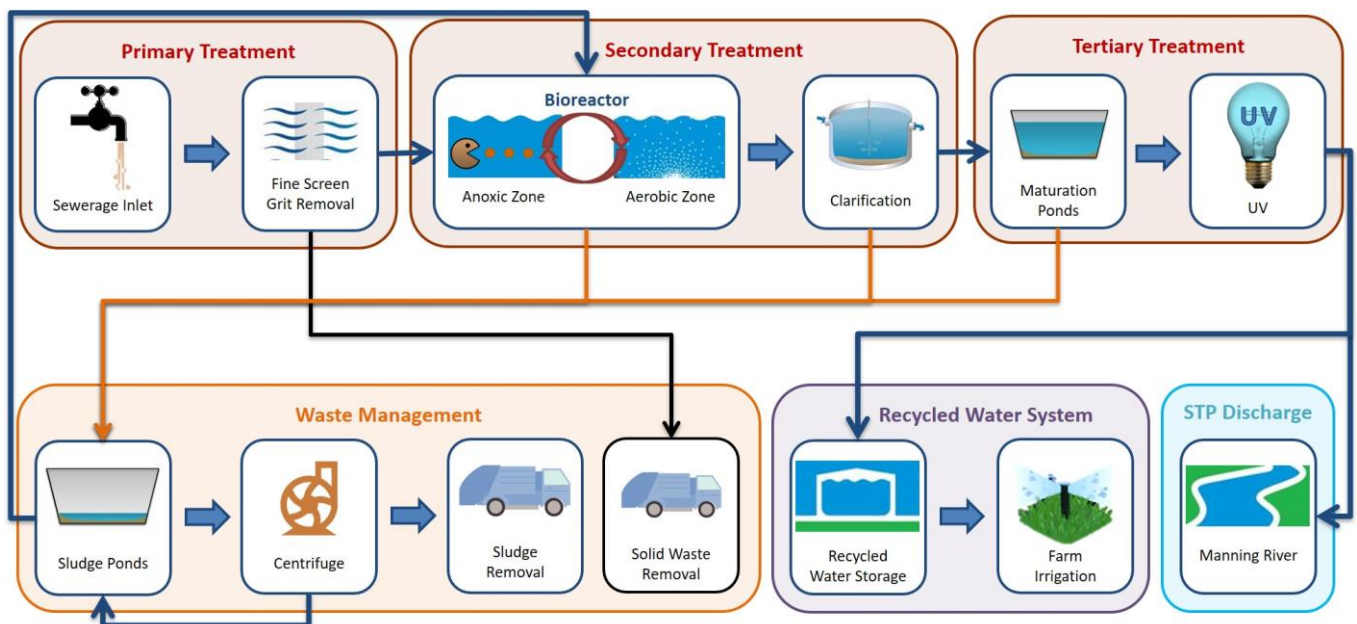 Primary Treatment
Secondary Treatment
Tertiary Treatment
Sewerage Inlet
Fine Screen
Grit Removal
Bioreactor
Anoxic Zone
Aerobic Zone
Clarification
Maturation
Ponds
UV
UV
Waste Management
Recycled Water System
STP Discharge
Sludge Ponds
Centrifuge
Sludge
Removal
Solid Waste
Removal
Recycled
Water Storage
Farm
Irrigation
Manning River